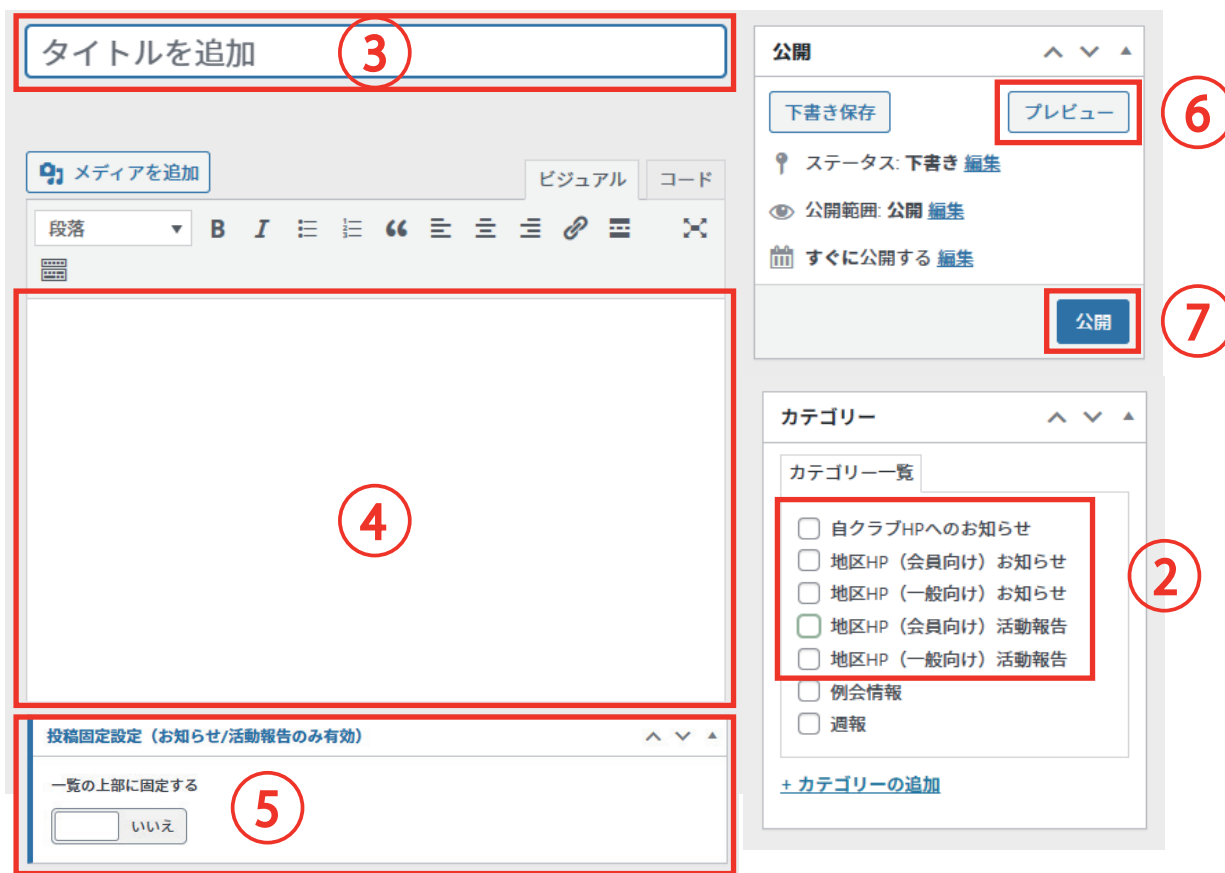 タイトルを追加
③
メディアを追加
ビジュアル
コード
段落
B I
④
投稿固定設定（お知らせ/活動報告のみ有効）
一覧の上部に固定する
いいえ
⑤
公開
下書き保存
プレビュー
⑥
ステータス: 下書き 編集
公開範囲: 公開 編集
すぐに公開する 編集
公開
⑦
カテゴリー
カテゴリー一覧
自クラブHPへのお知らせ
地区HP（会員向け）お知らせ
地区HP（一般向け）お知らせ
地区HP（会員向け）活動報告
地区HP（一般向け）活動報告
②
例会情報
週報
+ カテゴリーの追加